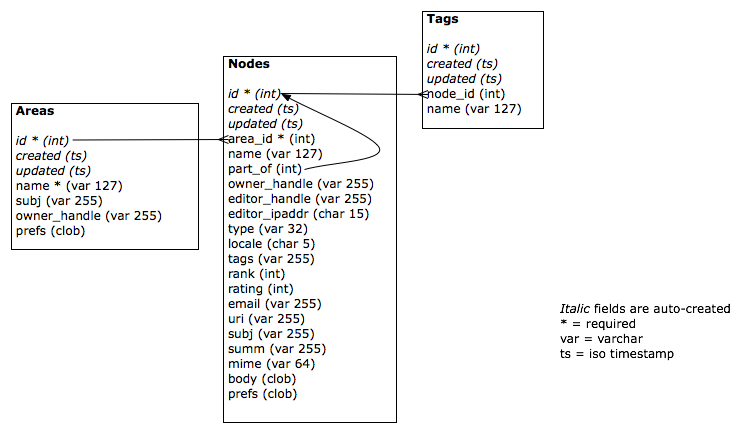 Areas
id * (int)
created (ts)
updated (ts)
name * (var 127)
subj (var 255)
owner_handle (var 255)
prefs (clob)
Nodes
id * (int)
created (ts)
updated (ts)
area_id * (int)
name (var 127)
part_of (int)
owner_handle (var 255)
editor_handle (var 255)
editor_ipaddr (char 15)
type (var 32)
locale (char 5)
tags (var 255)
rank (int)
rating (int)
email (var 255)
uri (var 255)
subj (var 255)
summ (var 255)
mime (var 64)
body (clob)
prefs (clob)
Tags
id * (int)
created (ts)
updated (ts)
node_id (int)
name (var 127)
Italic fields are auto-created
* = required
var = varchar
ts = iso timestamp